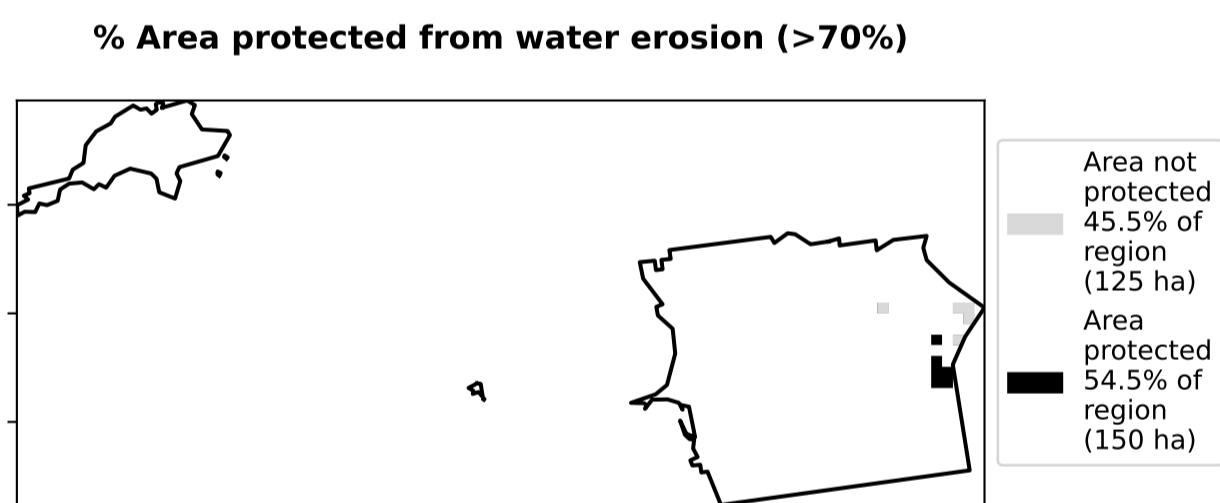 % Area protected from water erosion (>70%)
Area not
protected
45.5% of
region
(125 ha)
Area
protected
54.5% of
region
(150 ha)